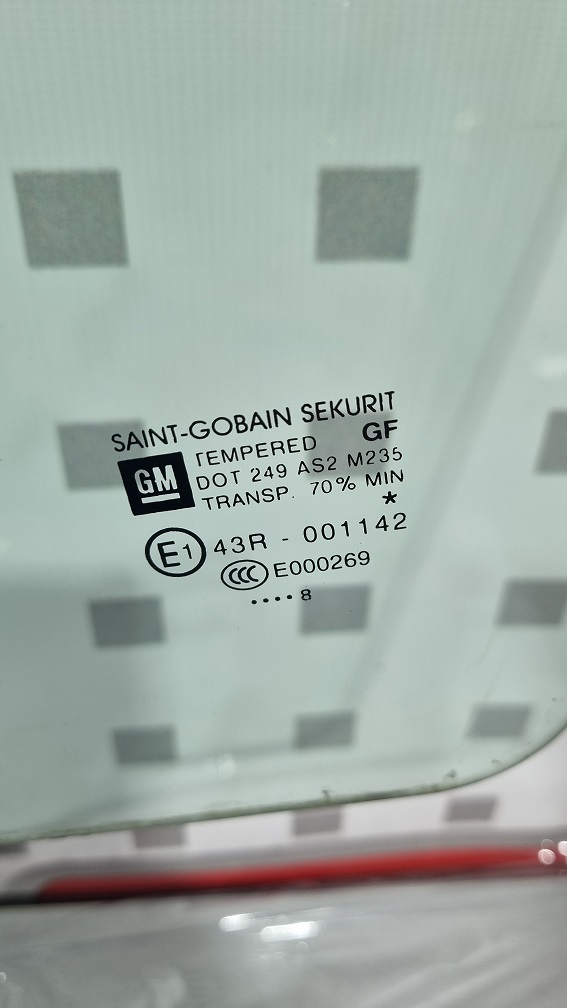 SAINT-GOBAIN SEKURIT
GM TEMPERED GF
DOT 249 AS2 M235
TRANSP. 70% MIN
*
E1 43R - 001142
CCC E000269
....8